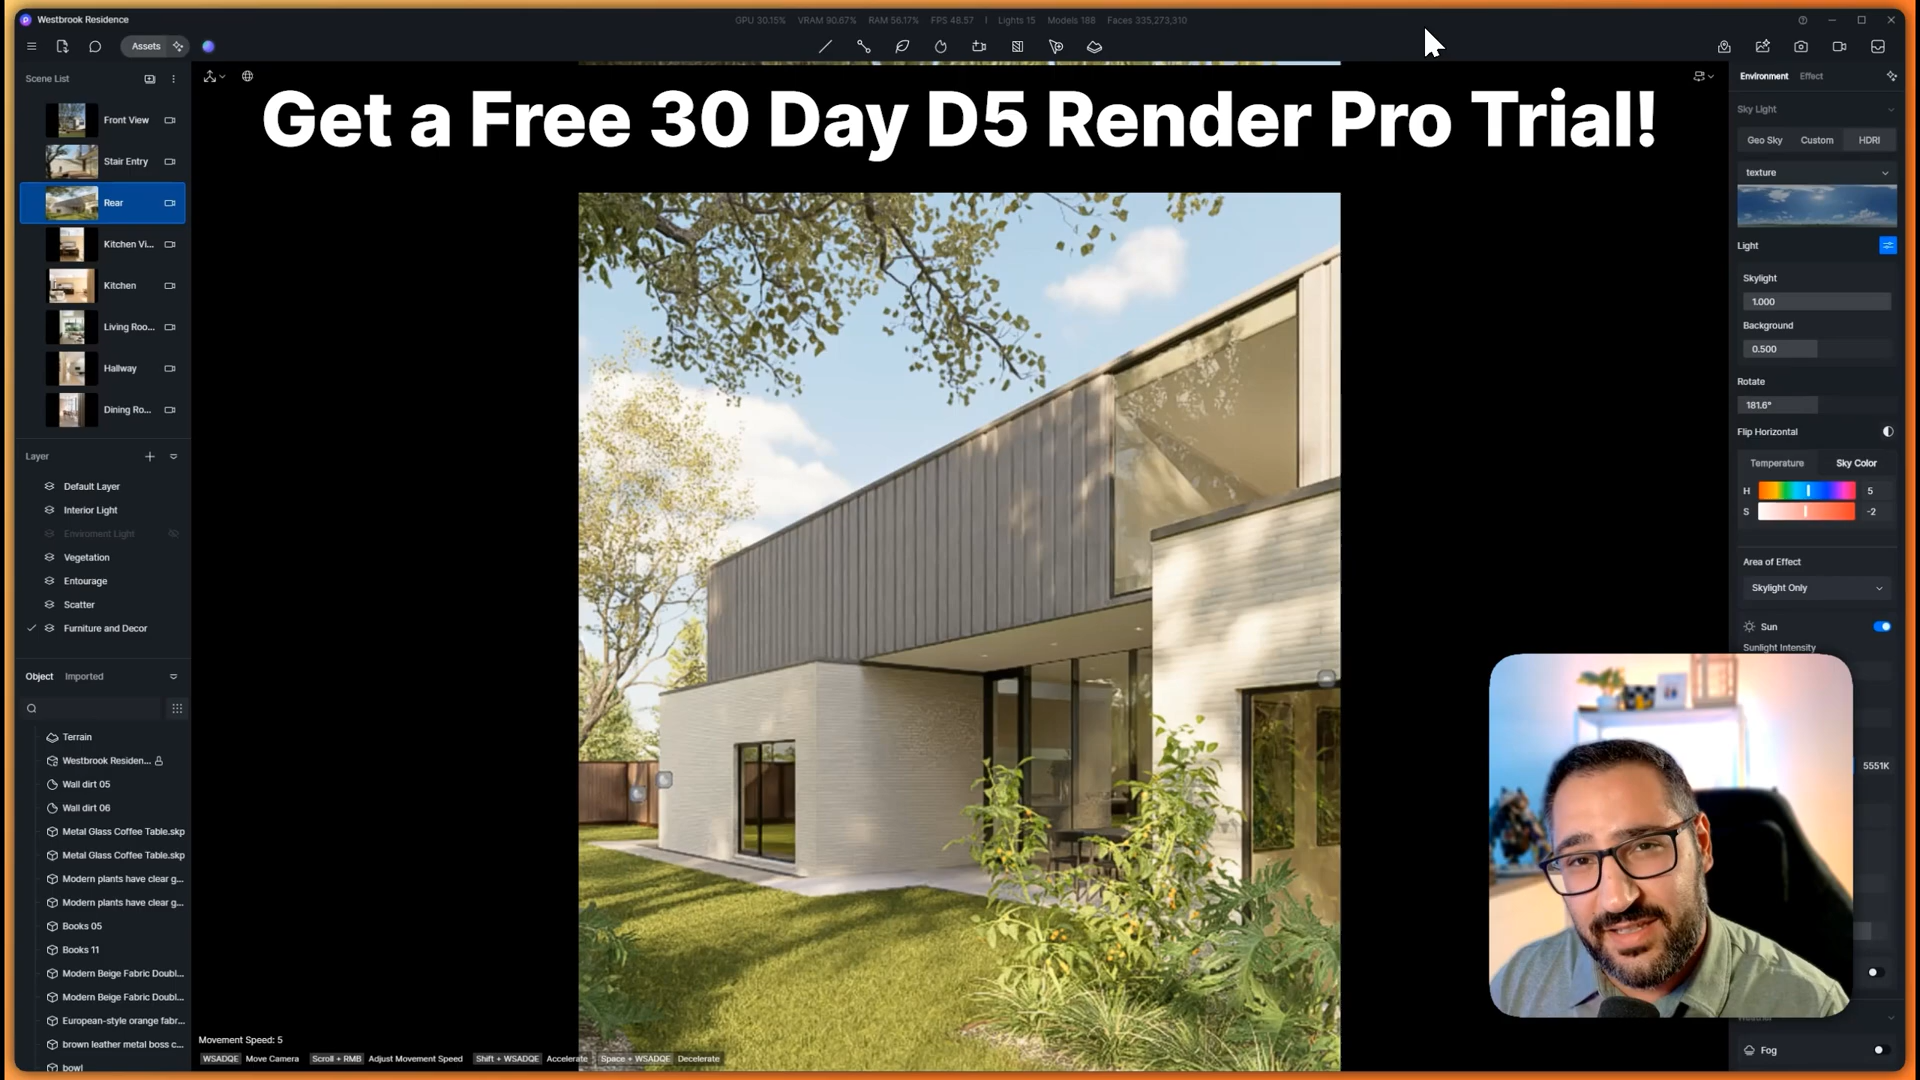 Westbrook Residence
GPU 30.15% VRAM 90.67% RAM 56.17% FPS 48.57 | Lights 15 Models 188 Faces 335,273,310
Assets
Scene List
Front View
Stair Entry
Rear
Kitchen Vi...
Kitchen
Living Roo...
Hallway
Dining Ro...
Layer
Default Layer
Interior Light
Enviroment Light
Vegetation
Entourage
Scatter
Furniture and Decor
Object Imported
Terrain
Westbrook Residen...
Wall dirt 05
Wall dirt 06
Metal Glass Coffee Table.skp
Metal Glass Coffee Table.skp
Modern plants have clear g...
Modern plants have clear g...
Books 05
Books 11
Modern Beige Fabric Doubl...
Modern Beige Fabric Doubl...
European-style orange fabr...
brown leather metal boss c...
bowl
Get a Free 30 Day D5 Render Pro Trial!
Movement Speed: 5
WSADQE Move Camera Scroll + RMB Adjust Movement Speed Shift + WSADQE Accelerate Space + WSADQE Decelerate
Environment Effect
Sky Light
Geo Sky Custom HDRI
texture
Light
Skylight
1.000
Background
0.500
Rotate
181.6°
Flip Horizontal
Temperature Sky Color
H 5
S -2
Area of Effect
Skylight Only
Sun
Sunlight Intensity
5551K
Fog